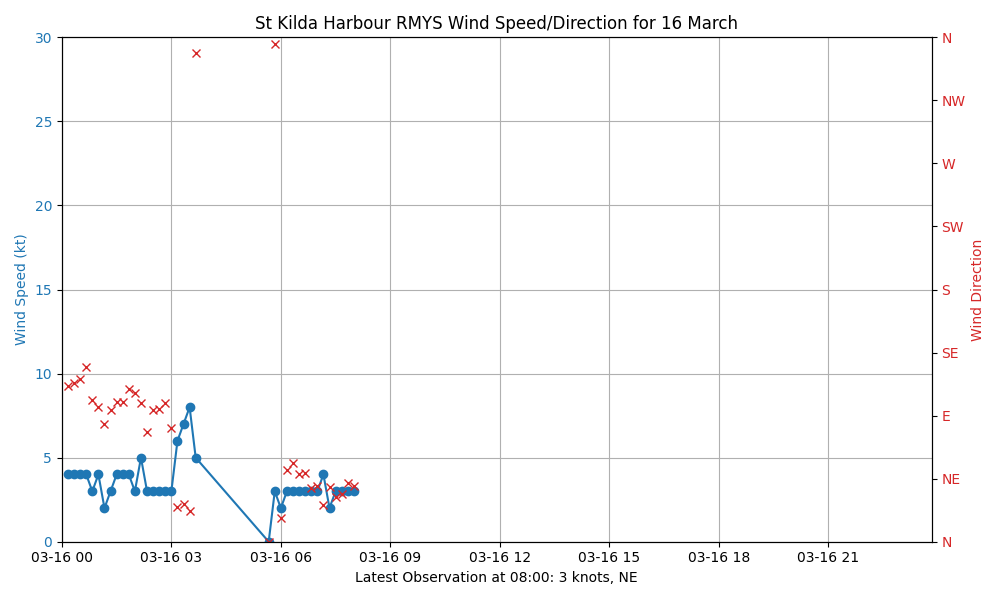 St Kilda Harbour RMYS Wind Speed/Direction for 16 March
Wind Speed (kt)
30
25
20
15
10
5
0
N
NW
W
SW
S
SE
E
NE
N
Wind Direction
03-16 00
03-16 03
03-16 06
03-16 09
03-16 12
03-16 15
03-16 18
03-16 21
Latest Observation at 08:00: 3 knots, NE